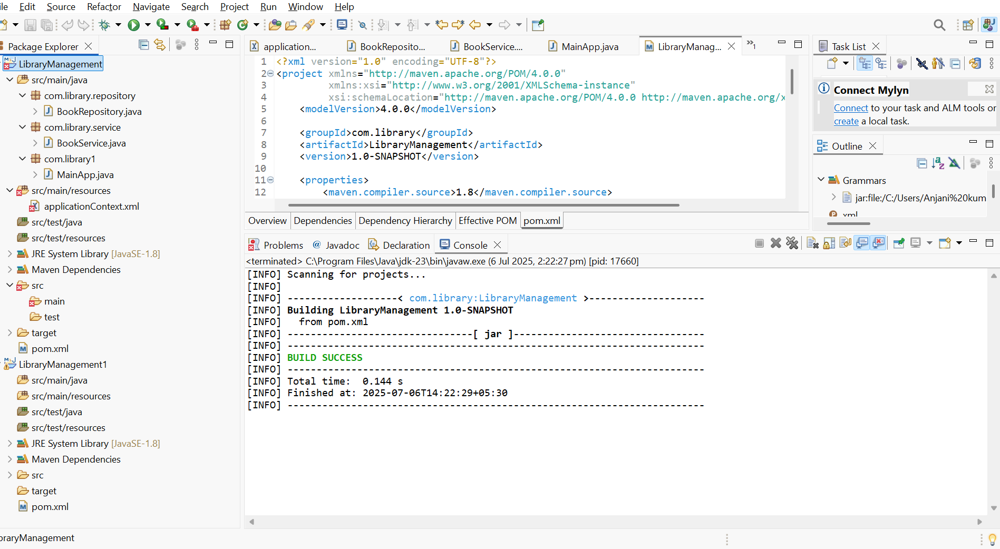 ile Edit Source Refactor Navigate Search Project Run Window Help
Package Explorer
LibraryManagement
src/main/java
com.library.repository
BookRepository.java
com.library.service
BookService.java
com.library1
MainApp.java
src/main/resources
applicationContext.xml
src/test/java
src/test/resources
JRE System Library [JavaSE-1.8]
Maven Dependencies
src
main
test
target
pom.xml
LibraryManagement1
src/main/java
src/main/resources
src/test/java
src/test/resources
JRE System Library [JavaSE-1.8]
Maven Dependencies
src
target
pom.xml
application... BookReposito... BookService.... MainApp.java LibraryManag... »1
1 <?xml version="1.0" encoding="UTF-8"?>
2 <project xmlns="http://maven.apache.org/POM/4.0.0"
3 xmlns:xsi="http://www.w3.org/2001/XMLSchema-instance"
4 xsi:schemaLocation="http://maven.apache.org/POM/4.0.0 http://maven.apache.org/x
5 <modelVersion>4.0.0</modelVersion>
6
7 <groupId>com.library</groupId>
8 <artifactId>LibraryManagement</artifactId>
9 <version>1.0-SNAPSHOT</version>
10
11 <properties>
12 <maven.compiler.source>1.8</maven.compiler.source>
Overview Dependencies Dependency Hierarchy Effective POM pom.xml
Problems @ Javadoc Declaration Console
<terminated> C:\Program Files\Java\jdk-23\bin\javaw.exe (6 Jul 2025, 2:22:27 pm) [pid: 17660]
[INFO] Scanning for projects...
[INFO]
[INFO] -------------------< com.library:LibraryManagement >--------------------
[INFO] Building LibraryManagement 1.0-SNAPSHOT
[INFO]   from pom.xml
[INFO] --------------------------------[ jar ]---------------------------------
[INFO] ------------------------------------------------------------------------
[INFO] BUILD SUCCESS
[INFO] ------------------------------------------------------------------------
[INFO] Total time:  0.144 s
[INFO] Finished at: 2025-07-06T14:22:29+05:30
[INFO] ------------------------------------------------------------------------
Task List
Connect Mylyn
Connect to your task and ALM tools or
create a local task.
Outline
Grammars
jar:file:/C:/Users/Anjani%20kum
xml
braryManagement